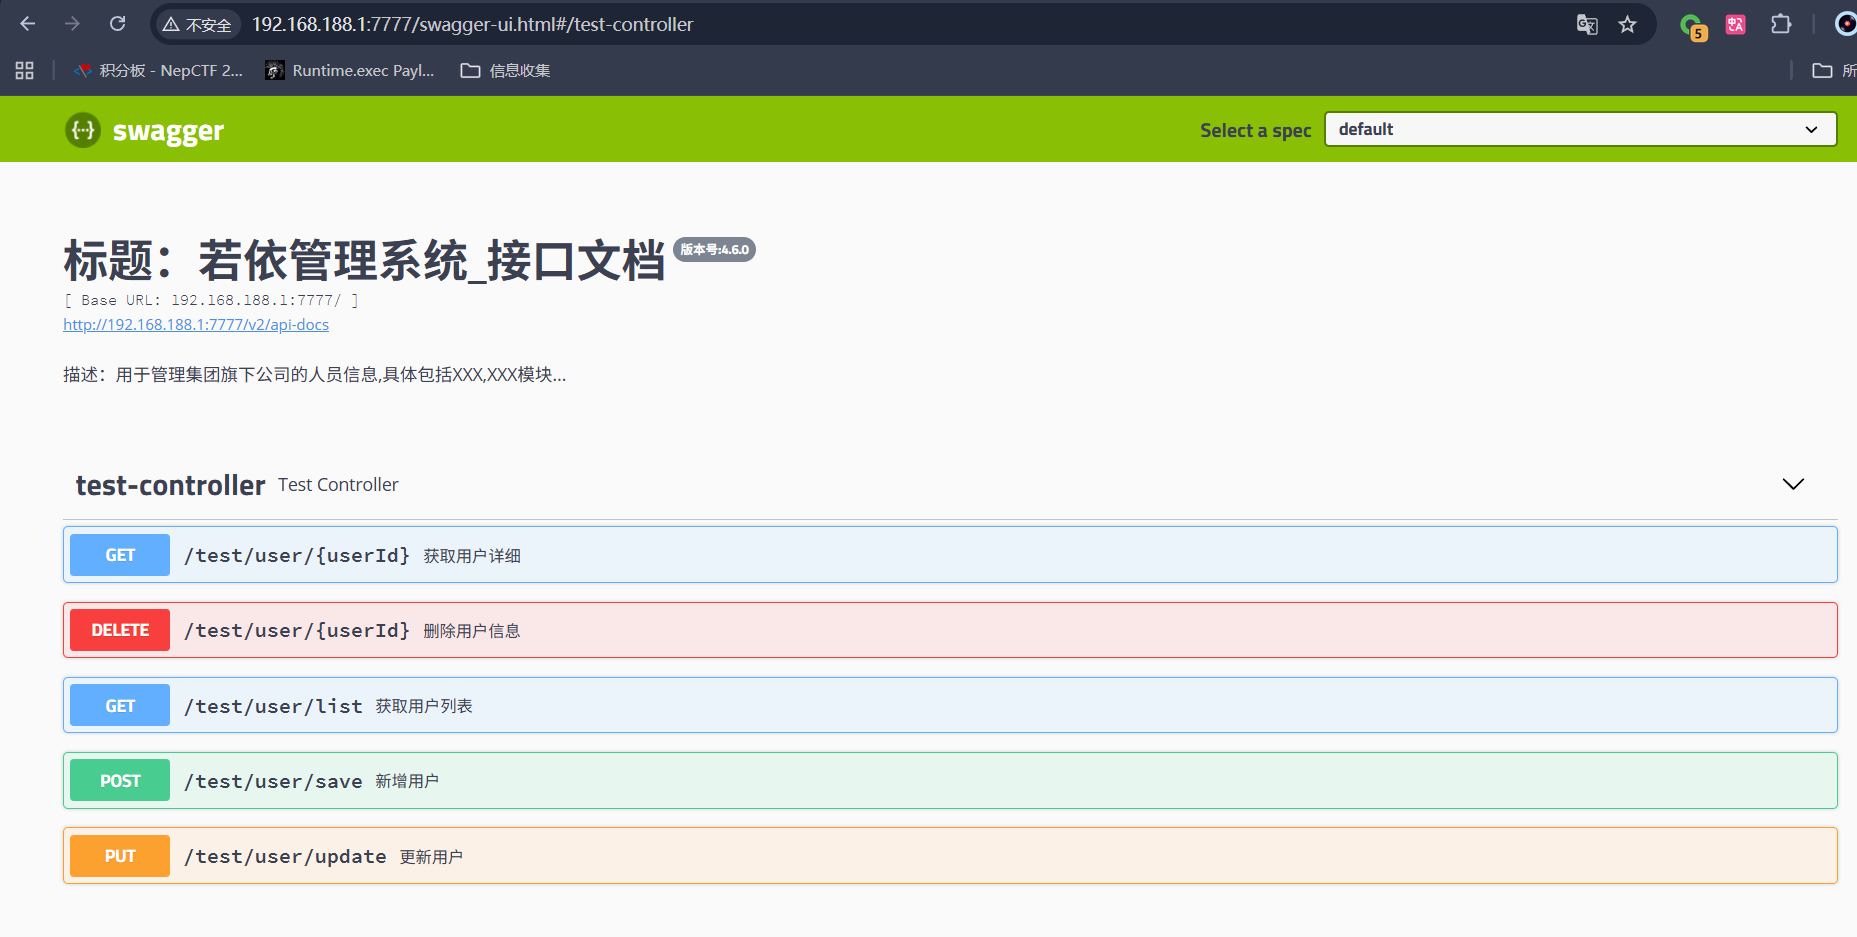 不安全 192.168.188.1:7777/swagger-ui.html#/test-controller
5
积分板 - NepCTF 2... Runtime.exec Payl... 信息收集 所
swagger Select a spec default
标题：若依管理系统_接口文档 版本号:4.6.0
[ Base URL: 192.168.188.1:7777/ ]
http://192.168.188.1:7777/v2/api-docs
描述：用于管理集团旗下公司的人员信息,具体包括XXX,XXX模块...
test-controller Test Controller
GET /test/user/{userId} 获取用户详细
DELETE /test/user/{userId} 删除用户信息
GET /test/user/list 获取用户列表
POST /test/user/save 新增用户
PUT /test/user/update 更新用户